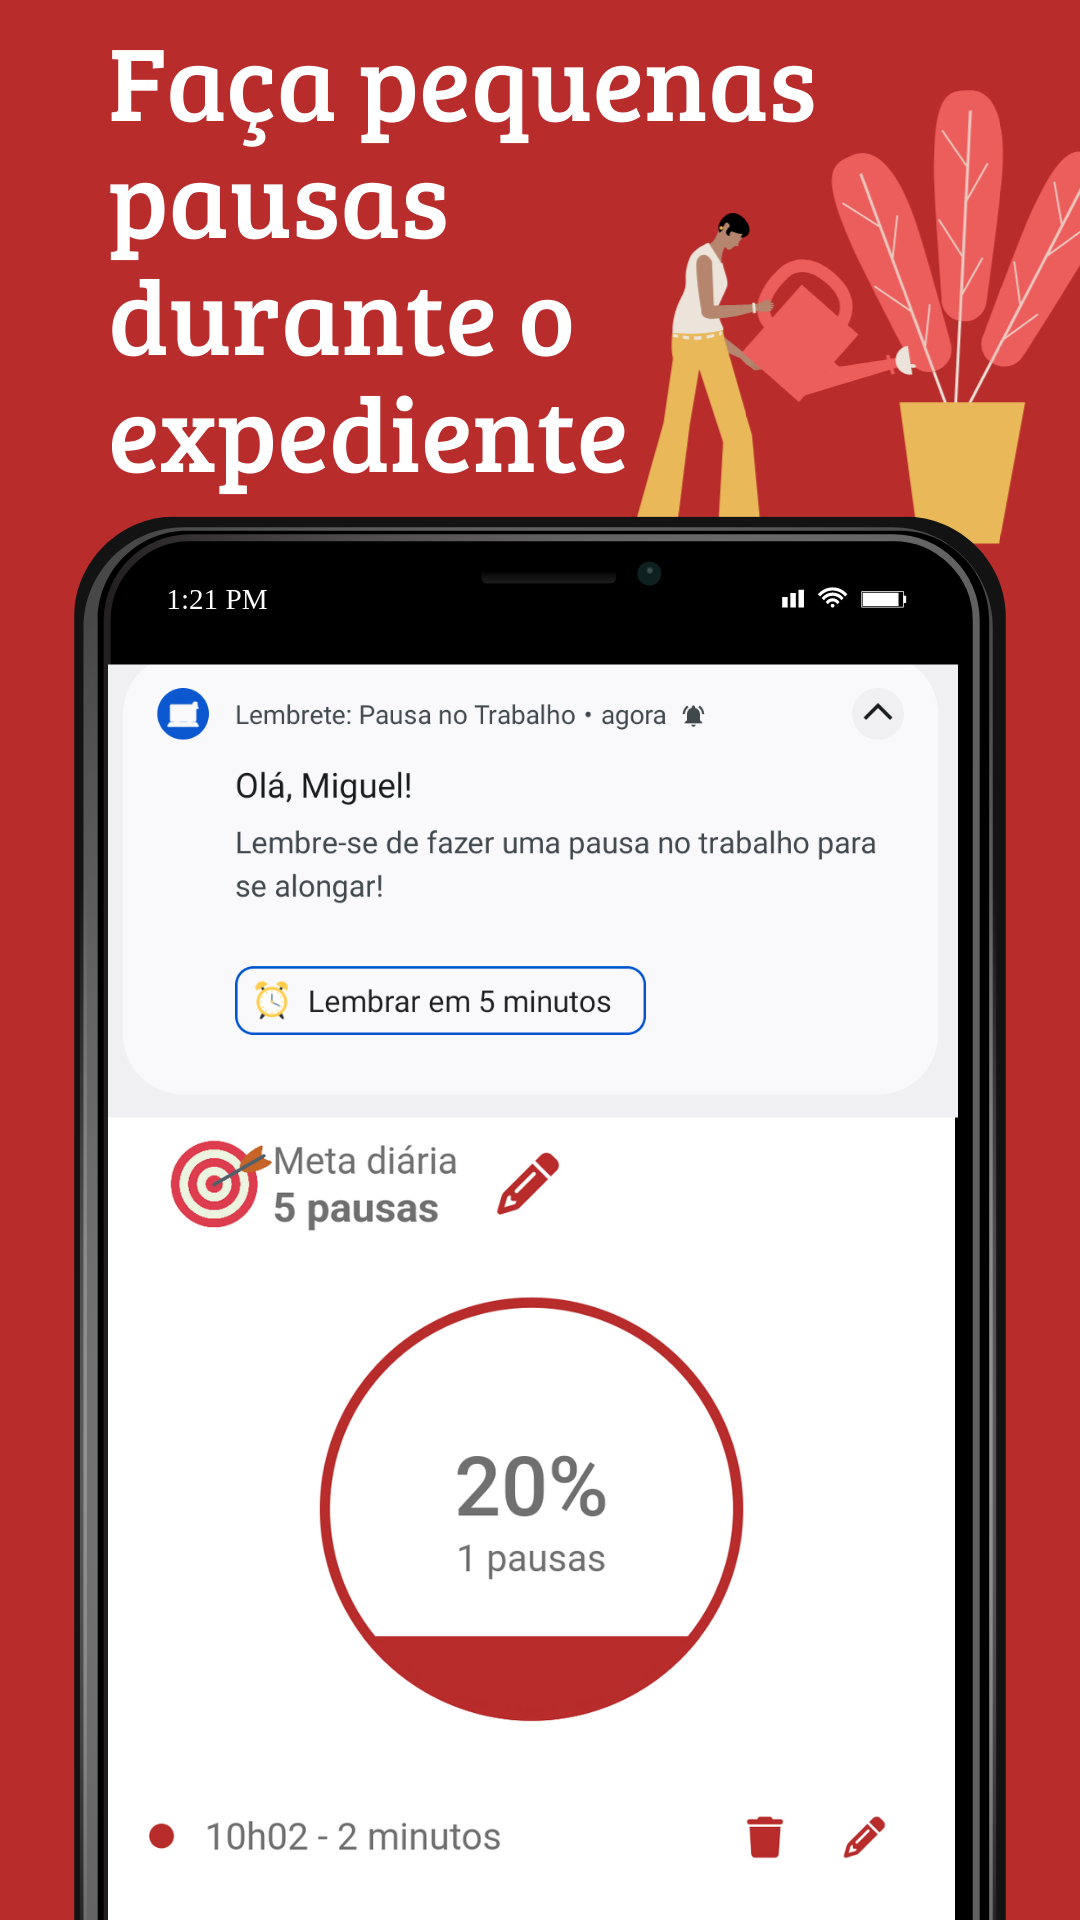 Faça pequenas
pausas
durante o
expediente
1:21 PM
Lembrete: Pausa no Trabalho • agora
Olá, Miguel!
Lembre-se de fazer uma pausa no trabalho para
se alongar!
Lembrar em 5 minutos
Meta diária
5 pausas
20%
1 pausas
10h02 - 2 minutos